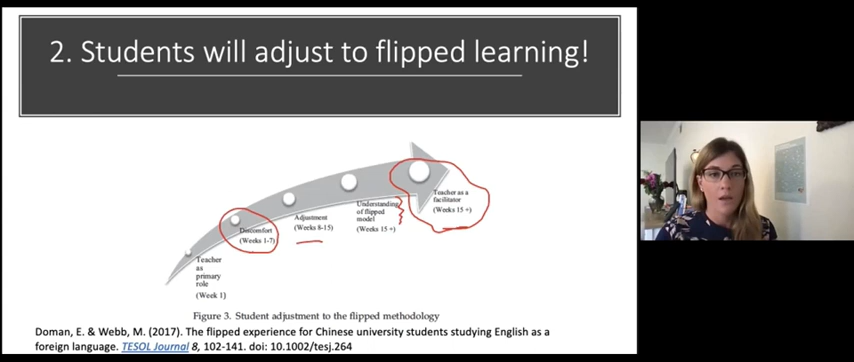 2. Students will adjust to flipped learning!
Teacher
as
primary
role
(Week 1)
Discomfort
(Weeks 1-7)
Adjustment
(Weeks 8-15)
Understanding
of flipped
model
(Weeks 15 +)
Teacher as a
facilitator
(Weeks 15 +)
Figure 3. Student adjustment to the flipped methodology
Doman, E. & Webb, M. (2017). The flipped experience for Chinese university students studying English as a
foreign language. TESOL Journal 8, 102-141. doi: 10.1002/tesj.264